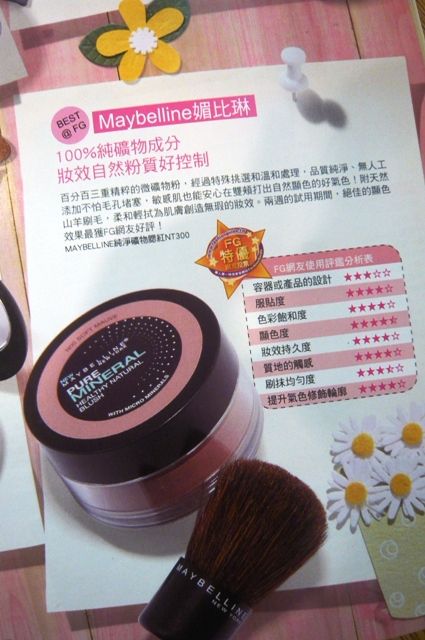 BEST
@ FG
Maybelline媚比琳
100%純礦物成分
妝效自然粉質好控制
百分百三重精粹的微礦物粉，經過特殊挑選和溫和處理，品質純淨、無人工
添加不怕毛孔堵塞，敏感肌也能安心在雙頰打出自然顯色的好氣色！附天然
山羊刷毛，柔和輕拭為肌膚創造無瑕的妝效。兩週的試用期間，絕佳的顯色
效果最獲FG網友好評！
MAYBELLINE純淨礦物腮紅NT300
FG
特優
FG網友使用評鑑分析表
容器或產品的設計 ★★★☆☆
服貼度 ★★★★☆
色彩飽和度 ★★★★☆
顯色度 ★★★★★
妝效持久度 ★★★★☆
質地的觸感 ★★★★☆
刷抹均勻度 ★★★★☆
提升氣色修飾輪廓 ★★★★☆
SOFT MAUVE
MAYBELLINE
NEW YORK
PURE
MINERAL
HEALTHY NATURAL
BLUSH
WITH MICRO MINERALS
MAYBELLINE
NEW YORK